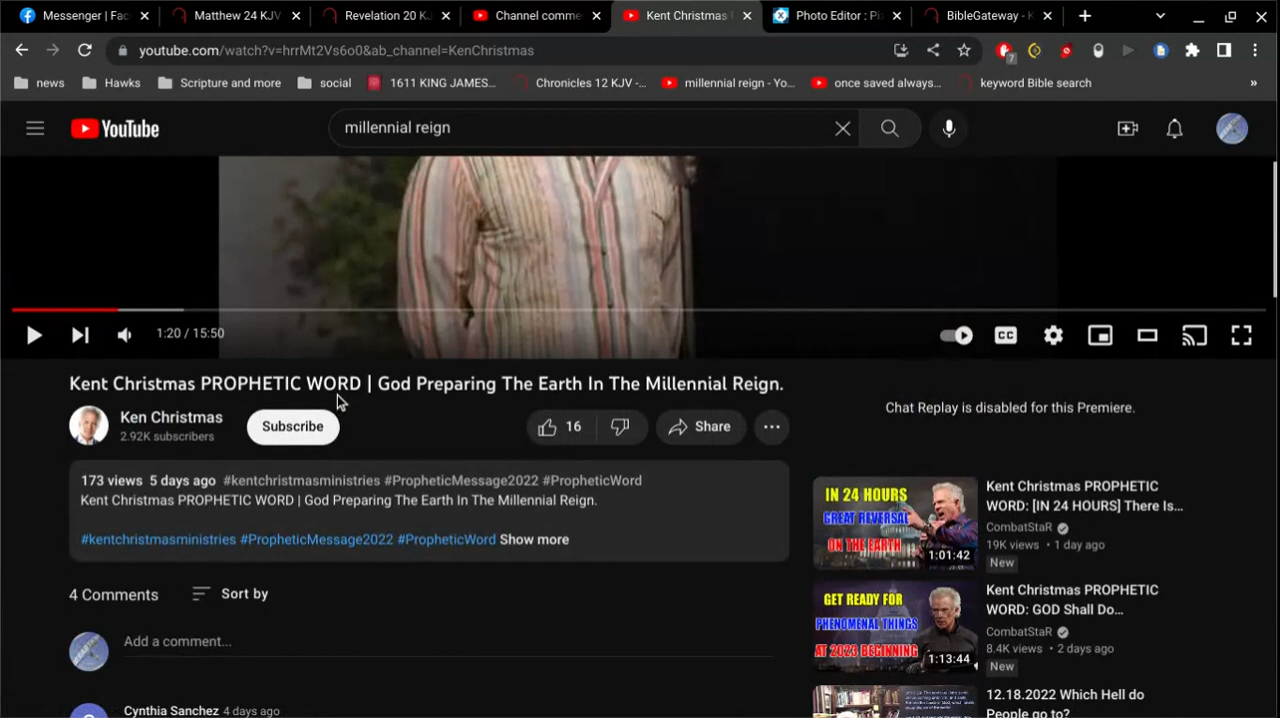 Messenger | Fac
Matthew 24 KJV
Revelation 20 KJ
Channel comme
Kent Christmas
Photo Editor : Pi
BibleGateway - K
youtube.com/watch?v=hrrMt2Vs6o0&ab_channel=KenChristmas
7
news
Hawks
Scripture and more
social
1611 KING JAMES...
Chronicles 12 KJV -...
millennial reign - Yo...
once saved always...
keyword Bible search
»
YouTube
millennial reign
1:20 / 15:50
CC
Kent Christmas PROPHETIC WORD | God Preparing The Earth In The Millennial Reign.
Ken Christmas
2.92K subscribers
Subscribe
16
Share
Chat Replay is disabled for this Premiere.
173 views 5 days ago #kentchristmasministries #PropheticMessage2022 #PropheticWord
Kent Christmas PROPHETIC WORD | God Preparing The Earth In The Millennial Reign.
#kentchristmasministries #PropheticMessage2022 #PropheticWord Show more
4 Comments
Sort by
Add a comment...
Cynthia Sanchez 4 days ago
IN 24 HOURS
GREAT REVERSAL
ON THE EARTH
1:01:42
Kent Christmas PROPHETIC
WORD: [IN 24 HOURS] There Is...
CombatStaR
19K views • 1 day ago
New
GET READY FOR
PHENOMENAL THINGS
AT 2023 BEGINNING
1:13:44
Kent Christmas PROPHETIC
WORD: GOD Shall Do...
CombatStaR
8.4K views • 2 days ago
New
12.18.2022 Which Hell do
People go to?